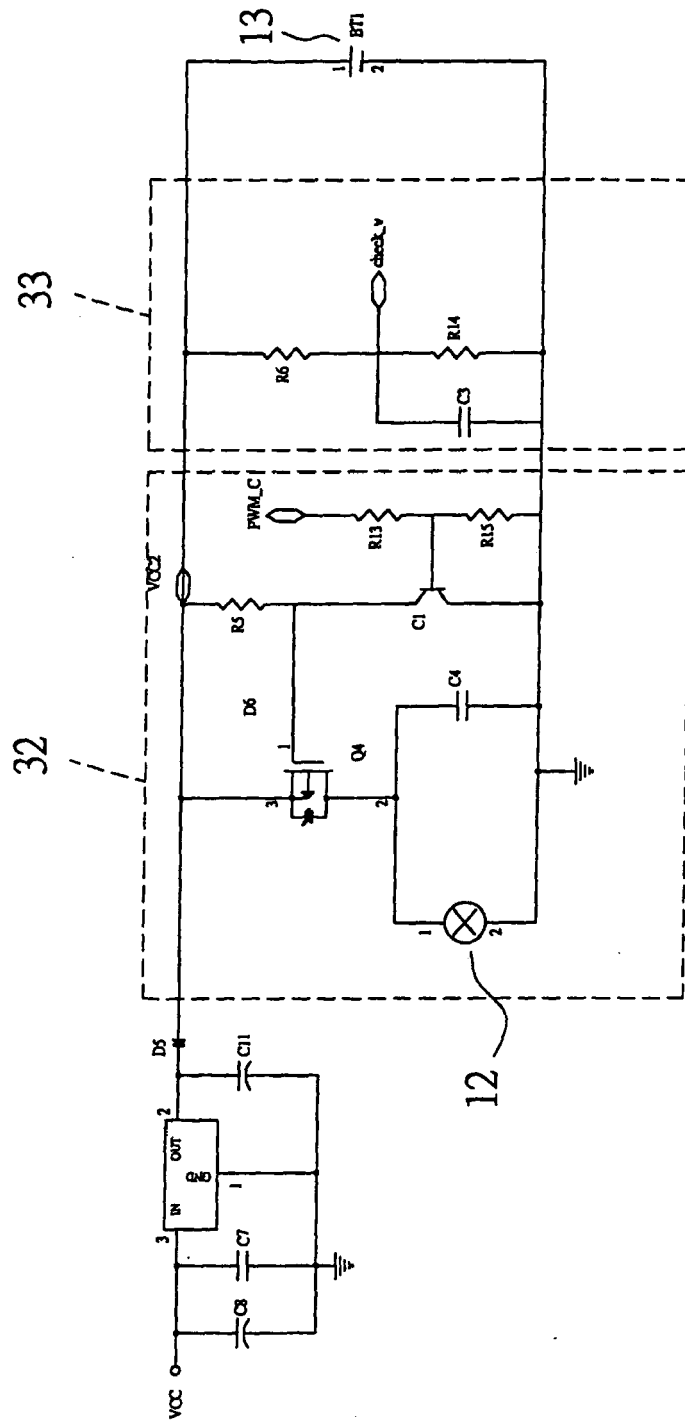 13
BT1
1
2
33
check_v
R6
R14
C3
32
VCC2
PWM_C
R13
R15
R5
C1
D6
1
Q4
3
2
C4
1
2
12
D5
C11
2
OUT
GND
IN
1
3
C7
C8
VCC